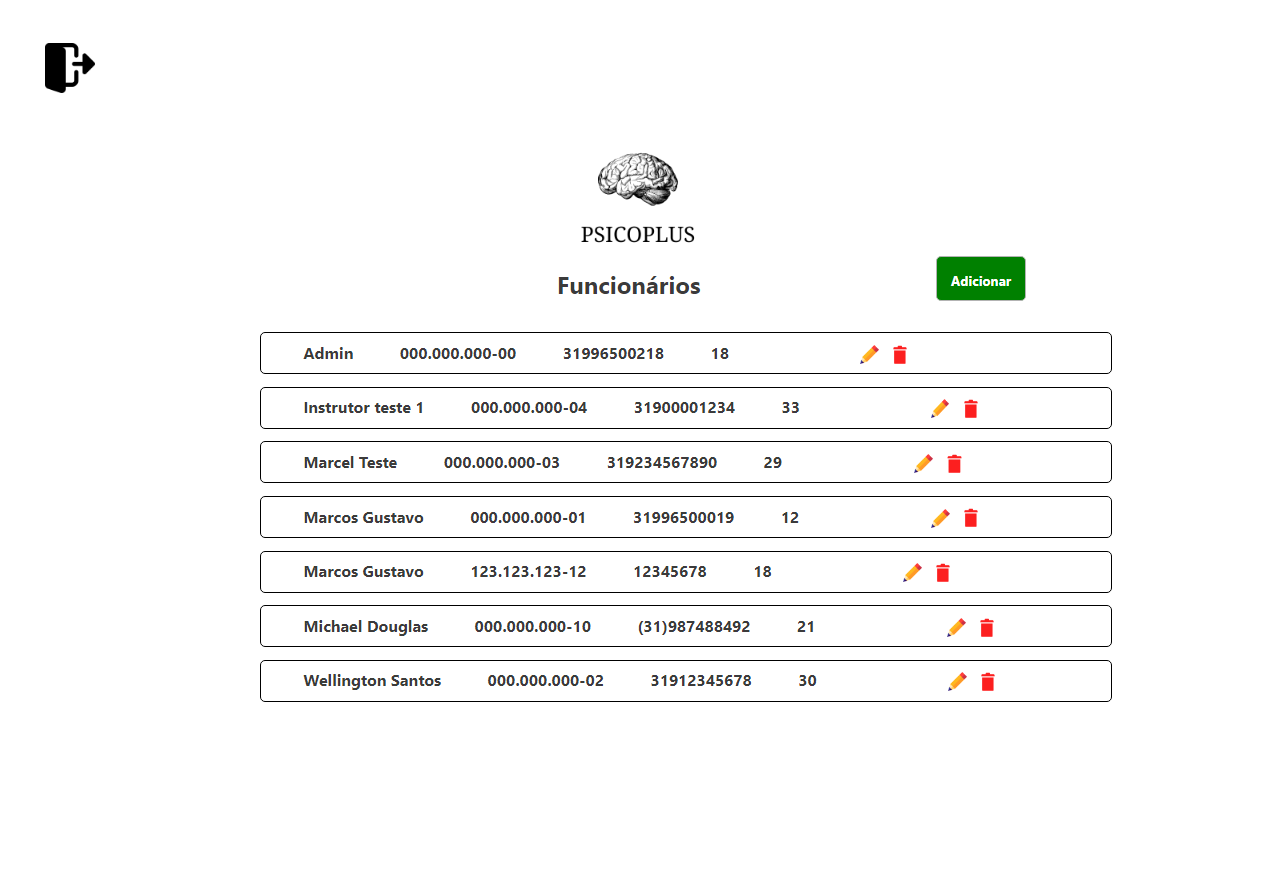 PSICOPLUS
Funcionários
Adicionar
Admin 000.000.000-00 31996500218 18
Instrutor teste 1 000.000.000-04 31900001234 33
Marcel Teste 000.000.000-03 319234567890 29
Marcos Gustavo 000.000.000-01 31996500019 12
Marcos Gustavo 123.123.123-12 12345678 18
Michael Douglas 000.000.000-10 (31)987488492 21
Wellington Santos 000.000.000-02 31912345678 30